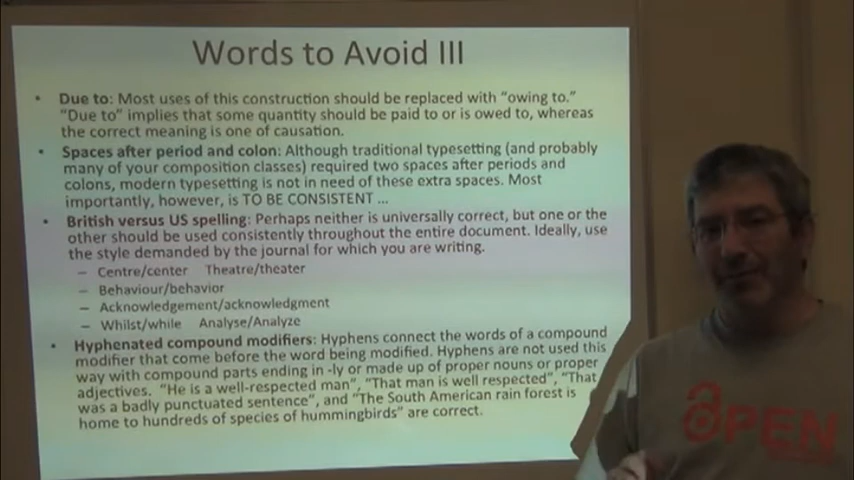 Words to Avoid III
• Due to: Most uses of this construction should be replaced with "owing to."
"Due to" implies that some quantity should be paid to or is owed to, whereas
the correct meaning is one of causation.
• Spaces after period and colon: Although traditional typesetting (and probably
many of your composition classes) required two spaces after periods and
colons, modern typesetting is not in need of these extra spaces. Most
importantly, however, is TO BE CONSISTENT ...
• British versus US spelling: Perhaps neither is universally correct, but one or the
other should be used consistently throughout the entire document. Ideally, use
the style demanded by the journal for which you are writing.
– Centre/center Theatre/theater
– Behaviour/behavior
– Acknowledgement/acknowledgment
– Whilst/while Analyse/Analyze
• Hyphenated compound modifiers: Hyphens connect the words of a compound
modifier that come before the word being modified. Hyphens are not used this
way with compound parts ending in -ly or made up of proper nouns or proper
adjectives. "He is a well-respected man", "That man is well respected", "That
was a badly punctuated sentence", and "The South American rain forest is
home to hundreds of species of hummingbirds" are correct.
OPEN